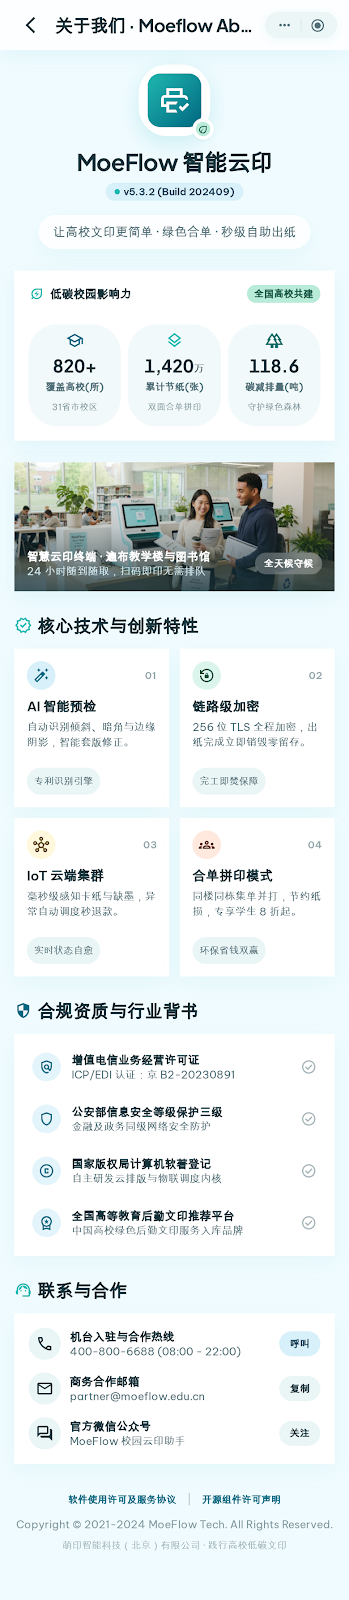 关于我们 · Moeflow Ab...
MoeFlow 智能云印
v5.3.2 (Build 202409)
让高校文印更简单 · 绿色合单 · 秒级自助出纸
低碳校园影响力
全国高校共建
820+
覆盖高校(所)
31省市校区
1,420万
累计节纸(张)
双面合单拼印
118.6
碳减排量(吨)
守护绿色森林
智慧云印终端 · 遍布教学楼与图书馆
24 小时随到随取，扫码即印无需排队
全天候守候
核心技术与创新特性
01
AI 智能预检
自动识别倾斜、暗角与边缘
阴影，智能套版修正。
专利识别引擎
02
链路级加密
256 位 TLS 全程加密，出
纸完成立即销毁零留存。
完工即焚保障
03
IoT 云端集群
毫秒级感知卡纸与缺墨，异
常自动调度秒退款。
实时状态自愈
04
合单拼印模式
同楼同栋集单并打，节约纸
损，专享学生 8 折起。
环保省钱双赢
合规资质与行业背书
增值电信业务经营许可证
ICP/EDI 认证：京 B2-20230891
公安部信息安全等级保护三级
金融及政务同级网络安全防护
国家版权局计算机软著登记
自主研发云排版与物联调度内核
全国高等教育后勤文印推荐平台
中国高校绿色后勤文印服务入库品牌
联系与合作
机台入驻与合作热线
400-800-6688 (08:00 - 22:00)
呼叫
商务合作邮箱
partner@moeflow.edu.cn
复制
官方微信公众号
MoeFlow 校园云印助手
关注
软件使用许可及服务协议
开源组件许可声明
Copyright © 2021-2024 MoeFlow Tech. All Rights Reserved.
萌印智能科技（北京）有限公司 · 践行高校低碳文印